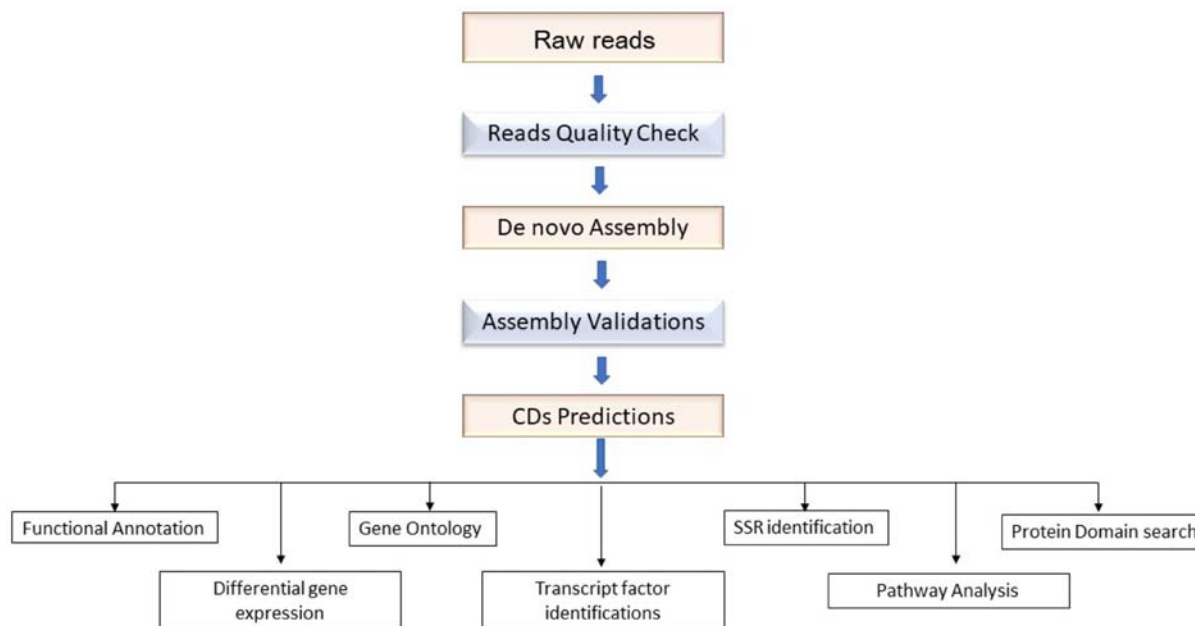 Raw reads
Reads Quality Check
De novo Assembly
Assembly Validations
CDs Predictions
Functional Annotation
Gene Ontology
SSR identification
Protein Domain search
Differential gene
expression
Transcript factor
identifications
Pathway Analysis